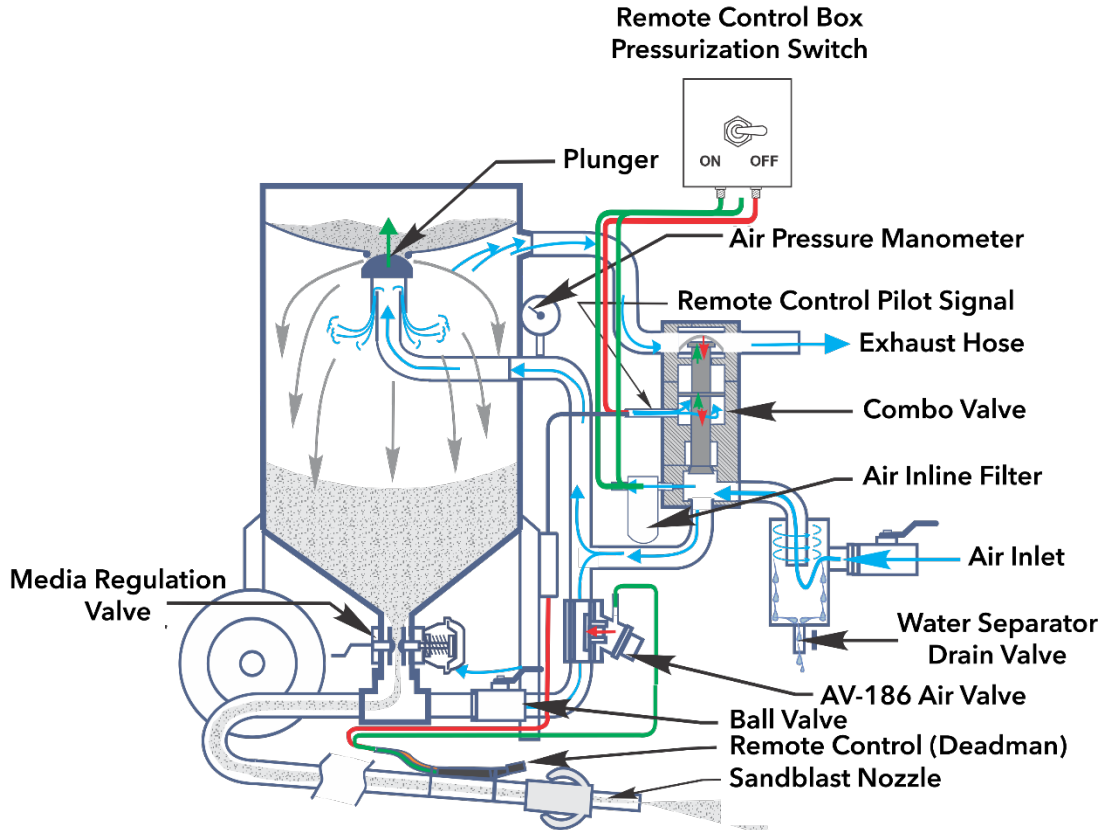 Remote Control Box
Pressurization Switch
ON OFF
Plunger
Air Pressure Manometer
Remote Control Pilot Signal
Exhaust Hose
Combo Valve
Air Inline Filter
Air Inlet
Media Regulation
Valve
Water Separator
Drain Valve
AV-186 Air Valve
Ball Valve
Remote Control (Deadman)
Sandblast Nozzle